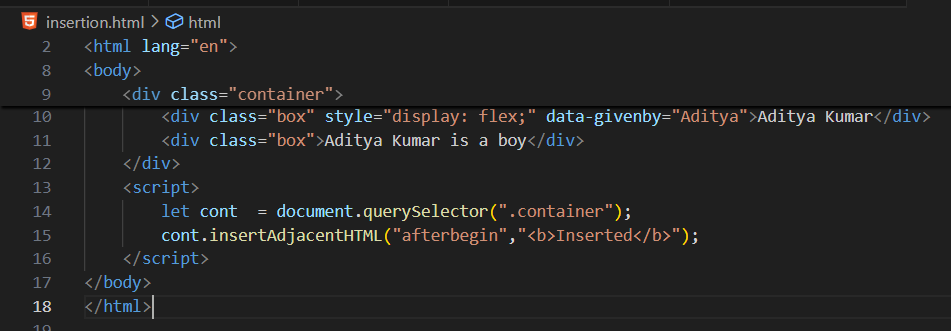 insertion.html > html
2 <html lang="en">
8 <body>
9 <div class="container">
10 <div class="box" style="display: flex;" data-givenby="Aditya">Aditya Kumar</div>
11 <div class="box">Aditya Kumar is a boy</div>
12 </div>
13 <script>
14 let cont  = document.querySelector(".container");
15 cont.insertAdjacentHTML("afterbegin","<b>Inserted</b>");
16 </script>
17 </body>
18 </html>
19